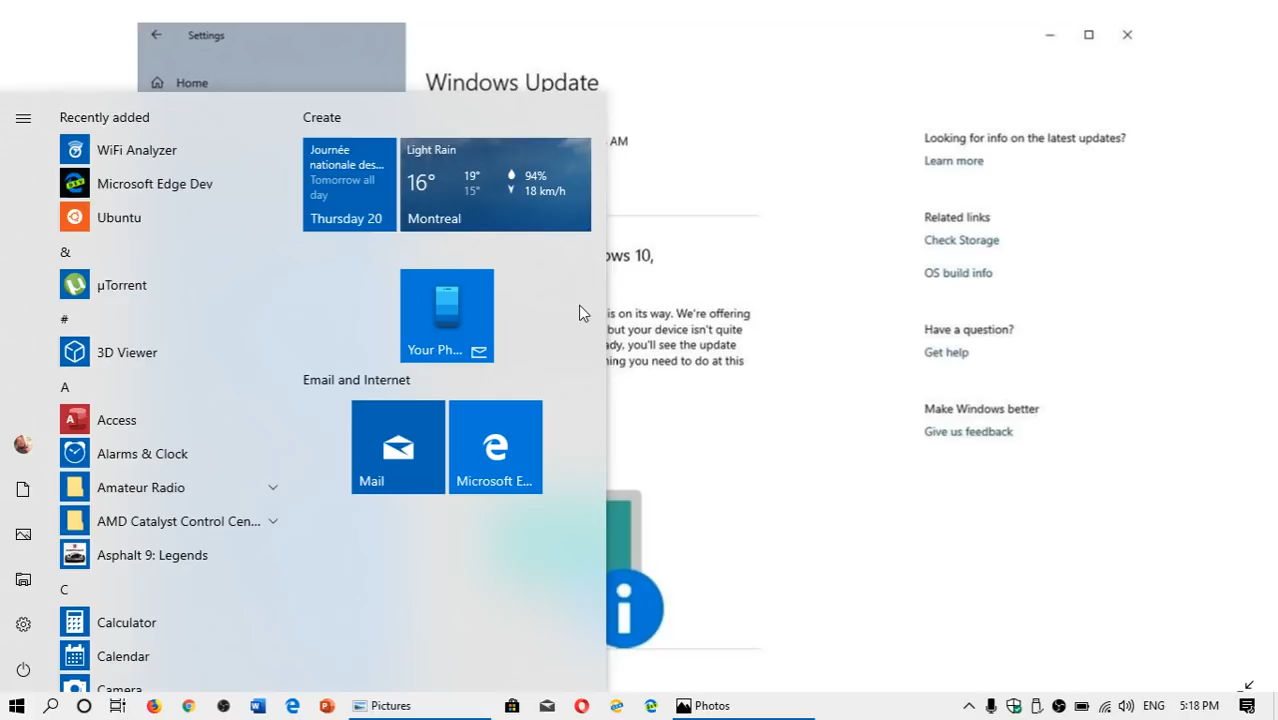 Settings
Home
Windows Update
AM
Looking for info on the latest updates?
Learn more
Related links
Check Storage
OS build info
Have a question?
Get help
Make Windows better
Give us feedback
ows 10,
is on its way. We're offering
but your device isn't quite
ady, you'll see the update
ning you need to do at this
Recently added
WiFi Analyzer
Microsoft Edge Dev
Ubuntu
&
µTorrent
#
3D Viewer
A
Access
Alarms & Clock
Amateur Radio
AMD Catalyst Control Cen...
Asphalt 9: Legends
C
Calculator
Calendar
Camera
Create
Journée
nationale des...
Tomorrow all
day
Thursday 20
Light Rain
16° 19° 94%
15° 18 km/h
Montreal
Your Ph...
Email and Internet
Mail
Microsoft E...
Pictures
Photos
ENG
5:18 PM